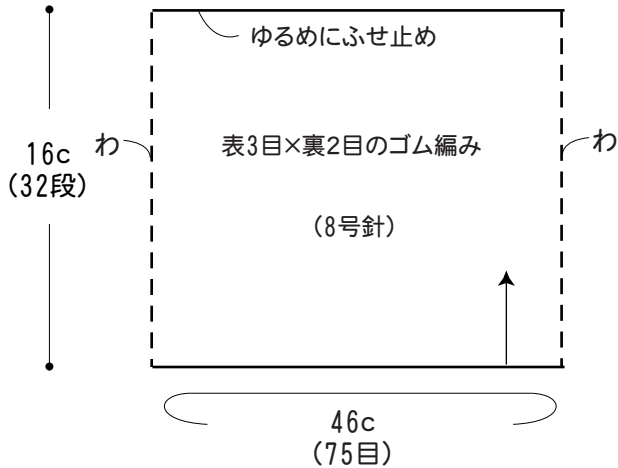 ゆるめにふせ止め
16c
(32段)
わ
表3目×裏2目のゴム編み
わ
(8号針)
46c
(75目)